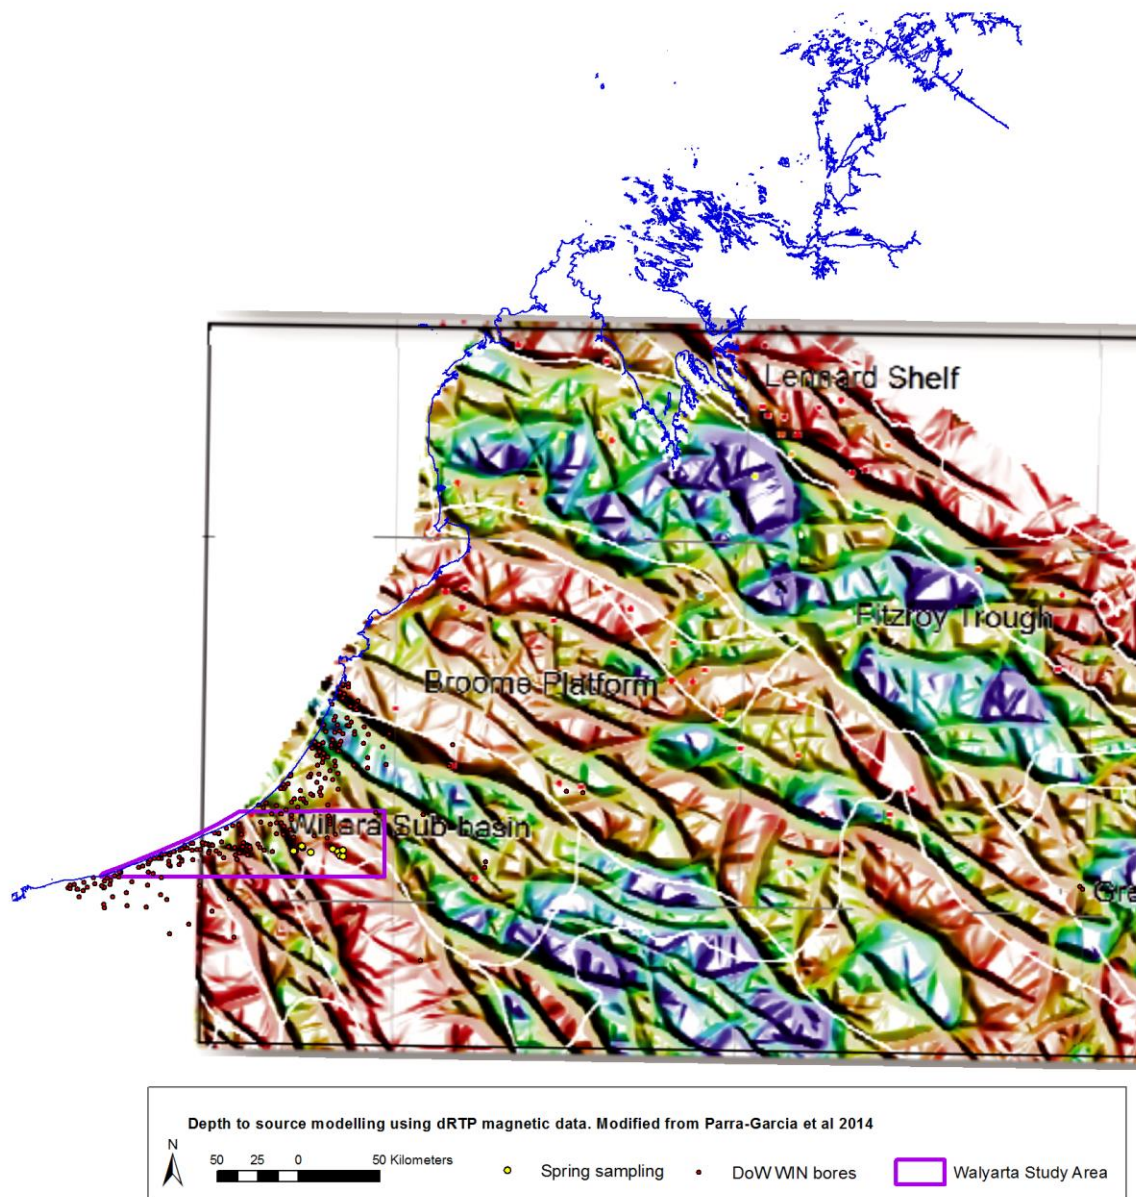 Lennard Shelf
Fitzroy Trough
Broome Platform
Willara Sub-basin
Gre
Depth to source modelling using dRTP magnetic data. Modified from Parra-Garcia et al 2014
N
50 25 0 50 Kilometers
Spring sampling
DoW WIN bores
Walyarta Study Area